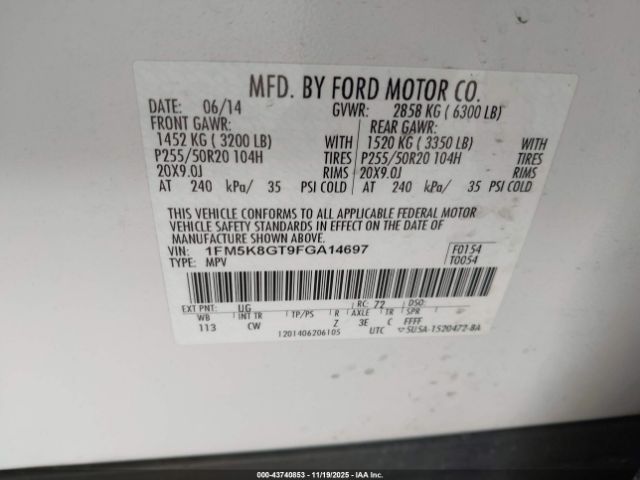 MFD. BY FORD MOTOR CO.
DATE: 06/14 GVWR: 2858 KG ( 6300 LB)
FRONT GAWR: REAR GAWR:
1452 KG ( 3200 LB) WITH 1520 KG ( 3350 LB) WITH
P255/50R20 104H TIRES P255/50R20 104H TIRES
20X9.0J RIMS 20X9.0J RIMS
AT 240 kPa/ 35 PSI COLD AT 240 kPa/ 35 PSI COLD
THIS VEHICLE CONFORMS TO ALL APPLICABLE FEDERAL MOTOR
VEHICLE SAFETY AND THEFT PREVENTION STANDARDS IN EFFECT ON THE DATE OF
MANUFACTURE SHOWN ABOVE.
VIN: 1FM5K8GT9FGA14697 F0154
TYPE: MPV T0054
EXT PNT: UG RC: 72 DSO:
WB INT TR TP/PS R AXLE TR SPR
113 CW Z 3E C FFFF
1201406206105 UTC 5USA-1520472-BA
000-43740853 - 11/19/2025 - IAA Inc.